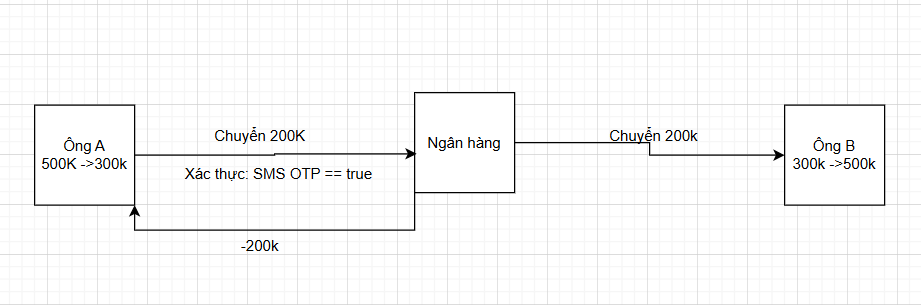 Ông A
500K ->300k
Chuyển 200K
Xác thực: SMS OTP == true
-200k
Ngân hàng
Chuyển 200k
Ông B
300k ->500k